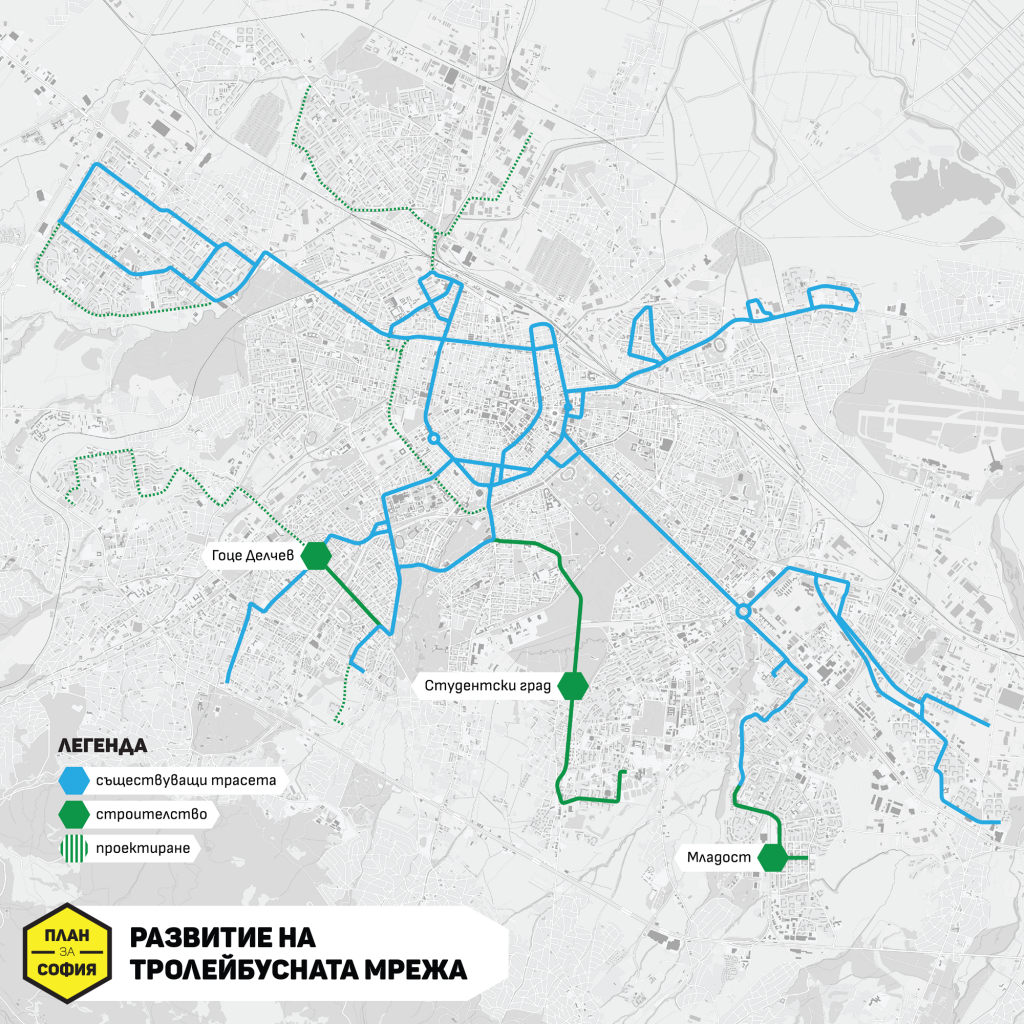 Гоце Делчев
Студентски град
ЛЕГЕНДА
съществуващи трасета
строителство
проектиране
Младост
ПЛАН
ЗА
СОФИЯ
РАЗВИТИЕ НА
ТРОЛЕЙБУСНАТА МРЕЖА